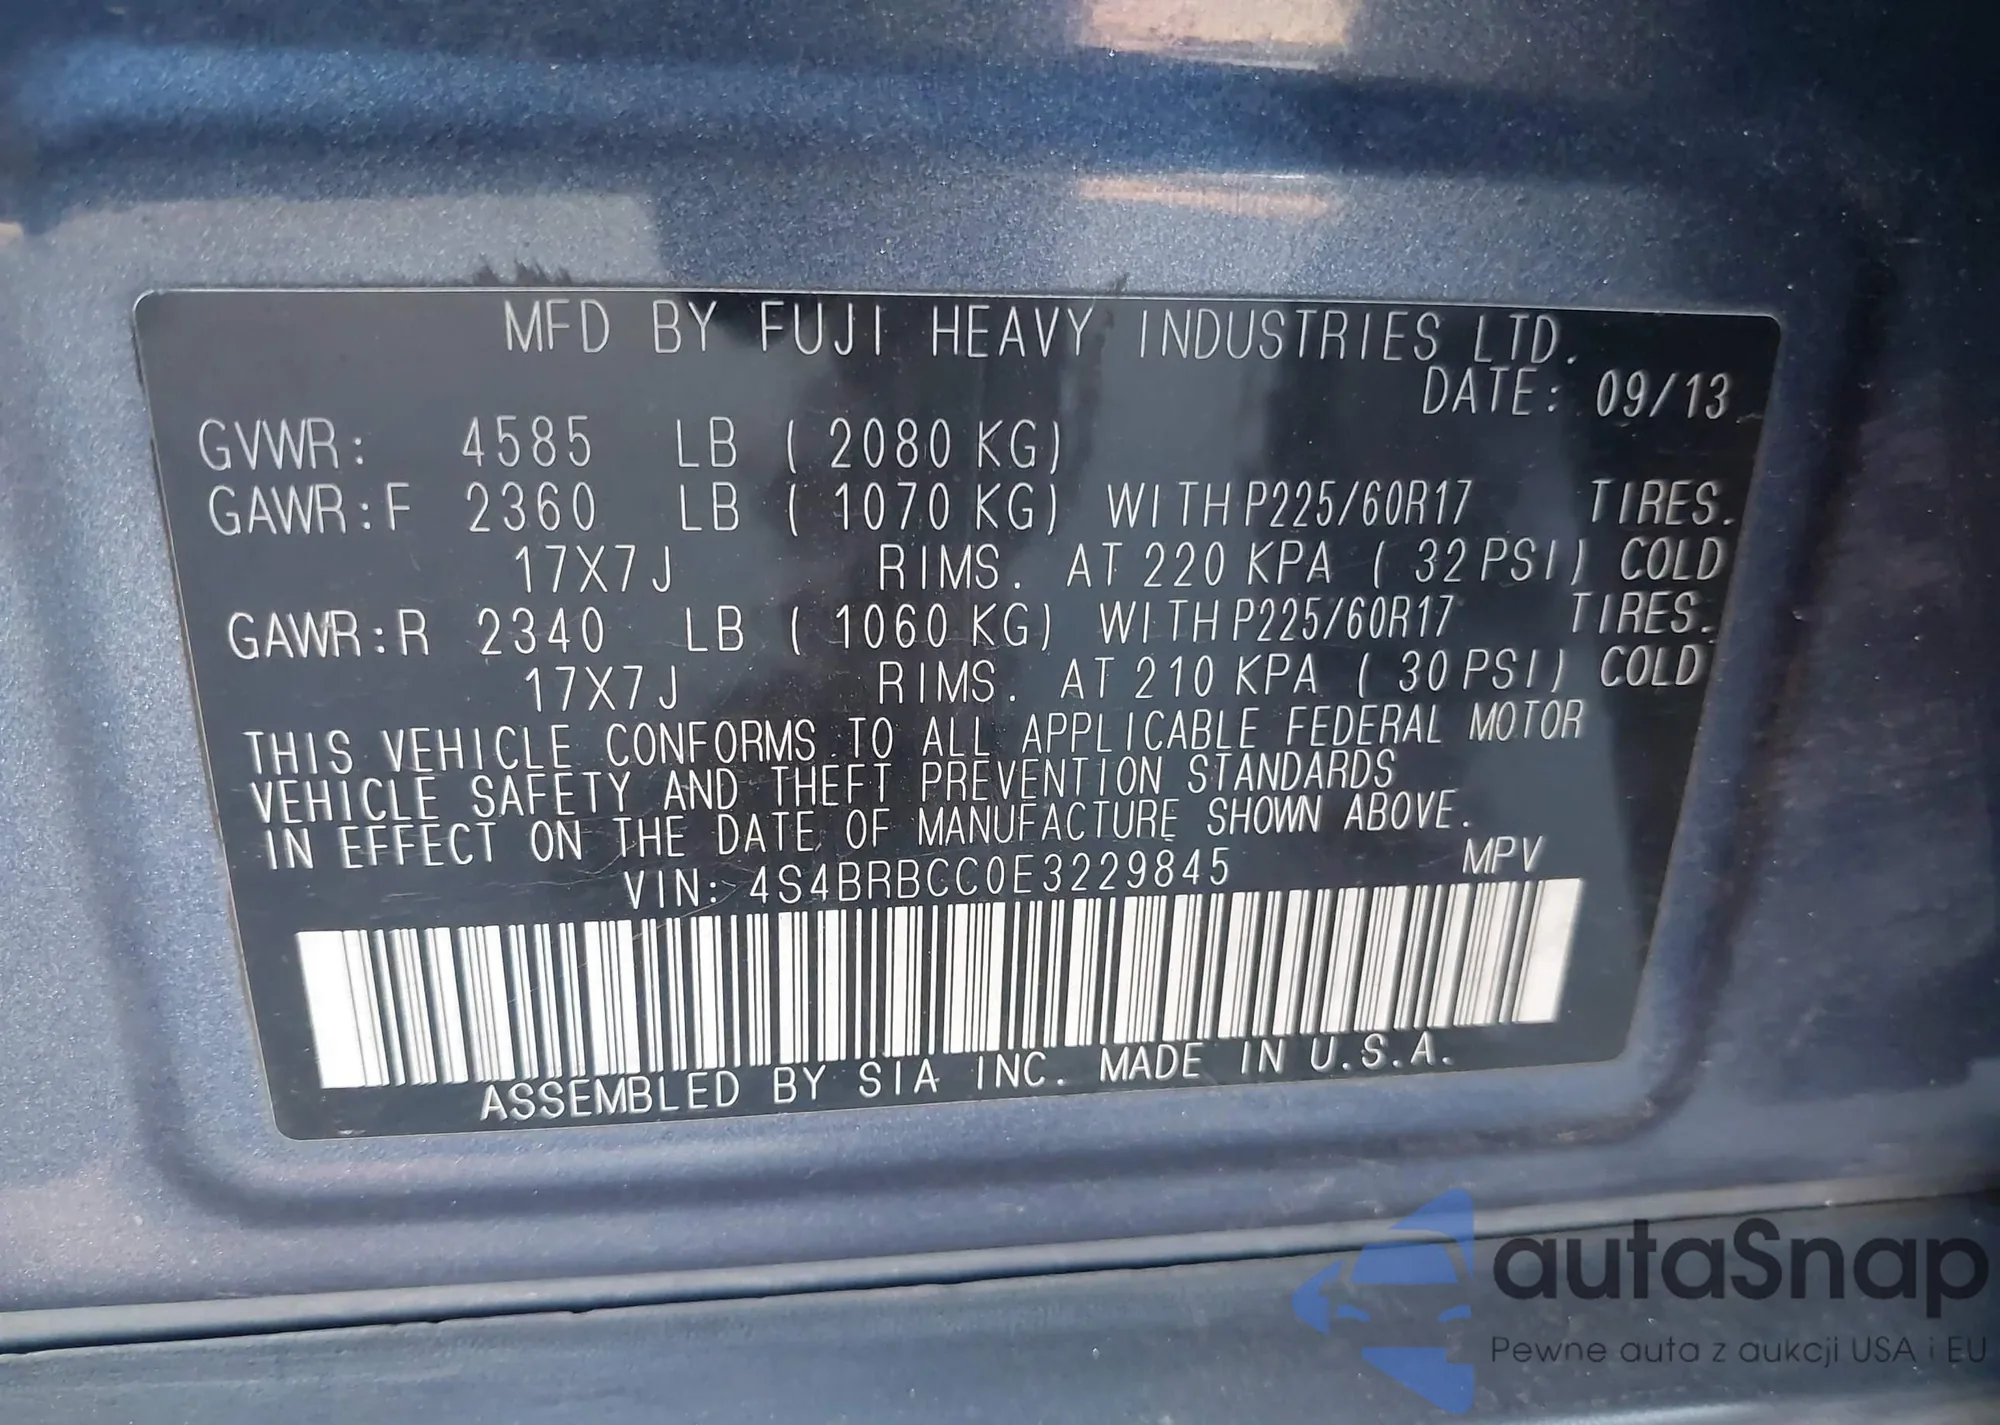 MFD BY FUJI HEAVY INDUSTRIES LTD.
DATE: 09/13
GVWR: 4585 LB ( 2080 KG)
GAWR:F 2360 LB ( 1070 KG) WITH P225/60R17 TIRES.
17X7J RIMS. AT 220 KPA ( 32 PSI) COLD
GAWR:R 2340 LB ( 1060 KG) WITH P225/60R17 TIRES.
17X7J RIMS. AT 210 KPA ( 30 PSI) COLD
THIS VEHICLE CONFORMS TO ALL APPLICABLE FEDERAL MOTOR
VEHICLE SAFETY AND THEFT PREVENTION STANDARDS
IN EFFECT ON THE DATE OF MANUFACTURE SHOWN ABOVE.
VIN: 4S4BRBCC0E3229845 MPV
ASSEMBLED BY SIA INC. MADE IN U.S.A.
autaSnap
Pewne auta z aukcji USA i EU